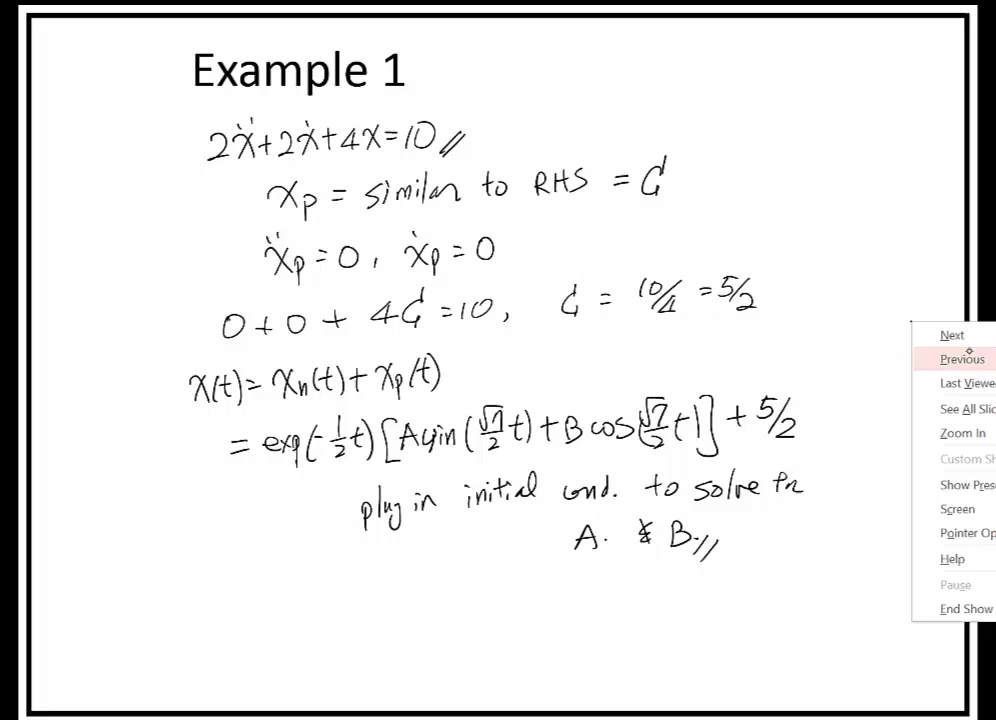 Example 1
2ẍ+2ẋ+4x=10//
xp = similar to RHS = C
ẍp=0, ẋp=0
0+0+4C=10, C = 10/4 = 5/2
x(t)= xn(t)+xp(t)
= exp(-1/2t)[A sin(√7/2 t)+B cos(√7/2 t)] + 5/2
plug in initial cond. to solve for
A. & B.//
Next
Previous
Last Viewe
See All Slic
Zoom In
Custom Sh
Show Pres
Screen
Pointer Op
Help
Pause
End Show